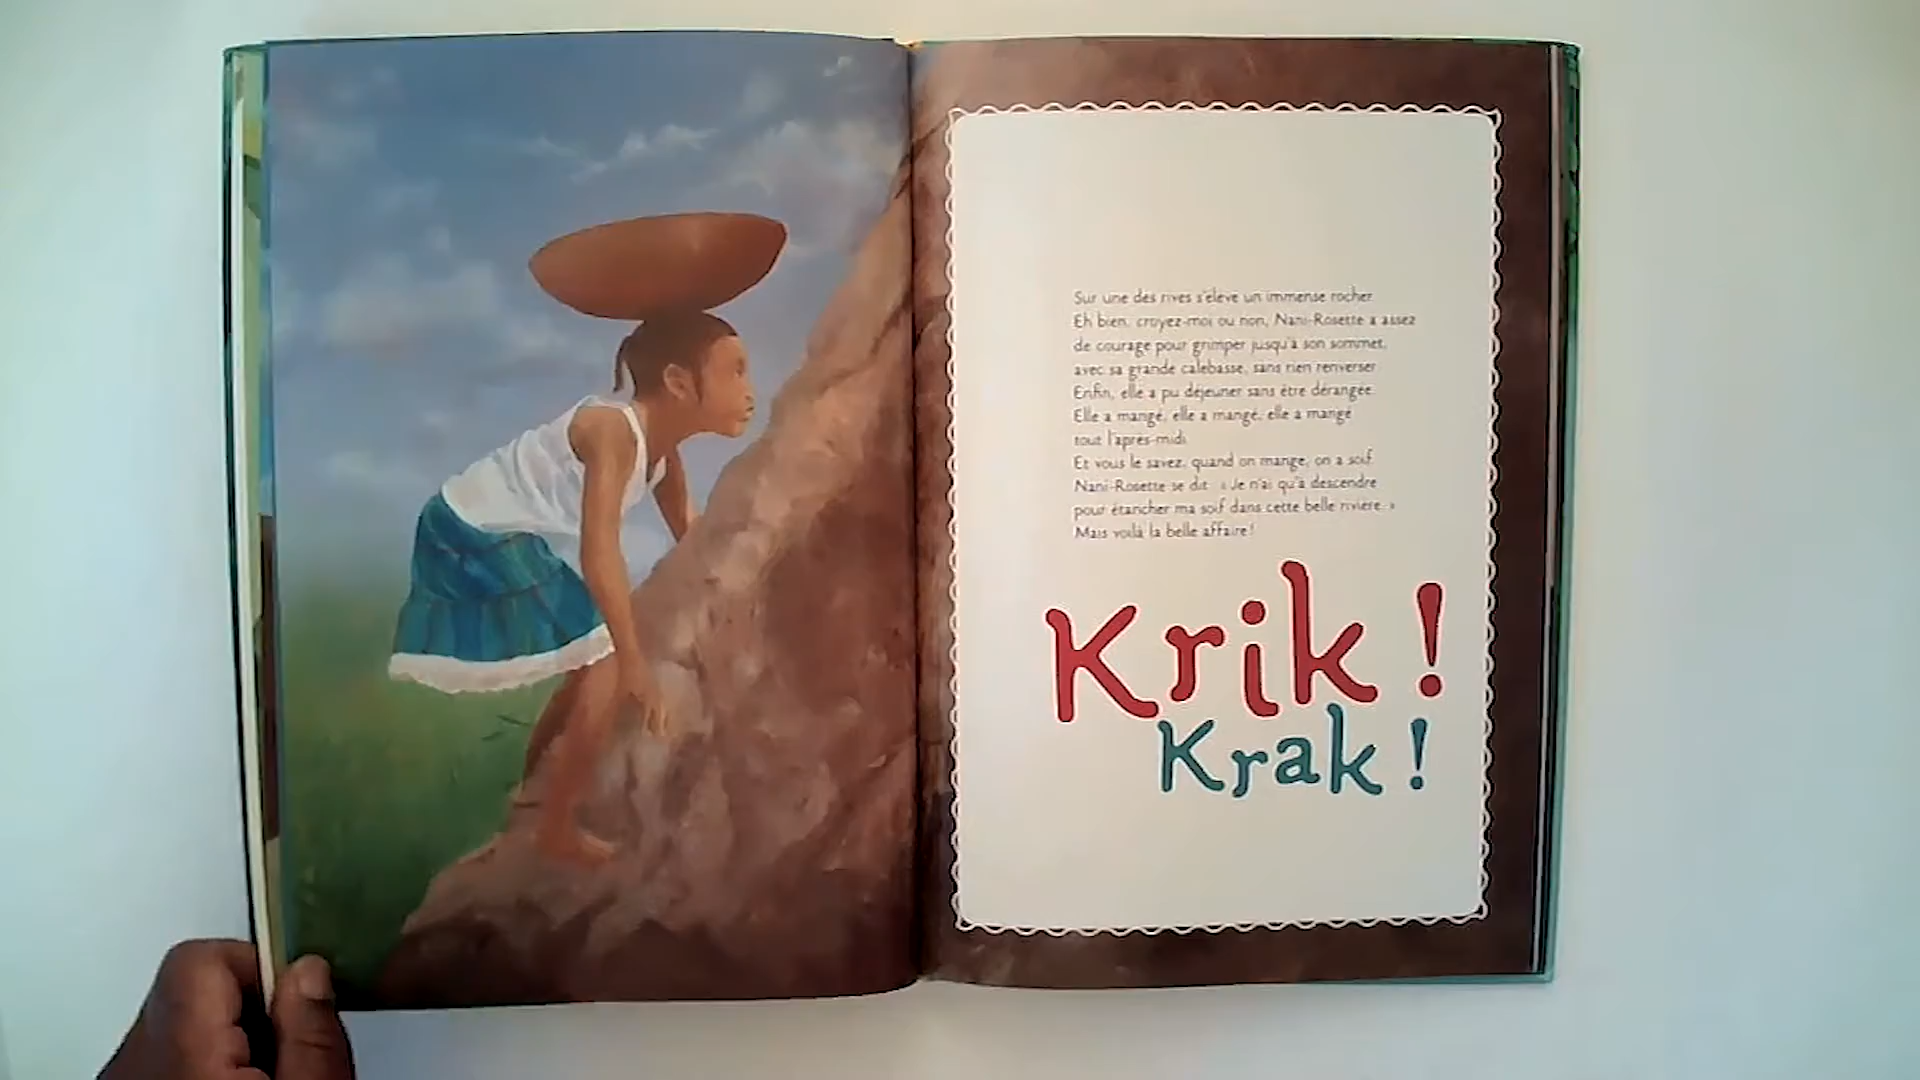 Sur une des rives s'élève un immense rocher.
Eh bien, croyez-moi ou non, Nani-Rosette a assez
de courage pour grimper jusqu'à son sommet,
avec sa grande calebasse, sans rien renverser.
Enfin, elle a pu déjeuner sans être dérangée.
Elle a mangé, elle a mangé, elle a mangé
tout l'après-midi.
Et vous le savez, quand on mange, on a soif.
Nani-Rosette se dit : « Je n'ai qu'à descendre
pour étancher ma soif dans cette belle rivière. »
Mais voilà la belle affaire !
Krik !
Krak !